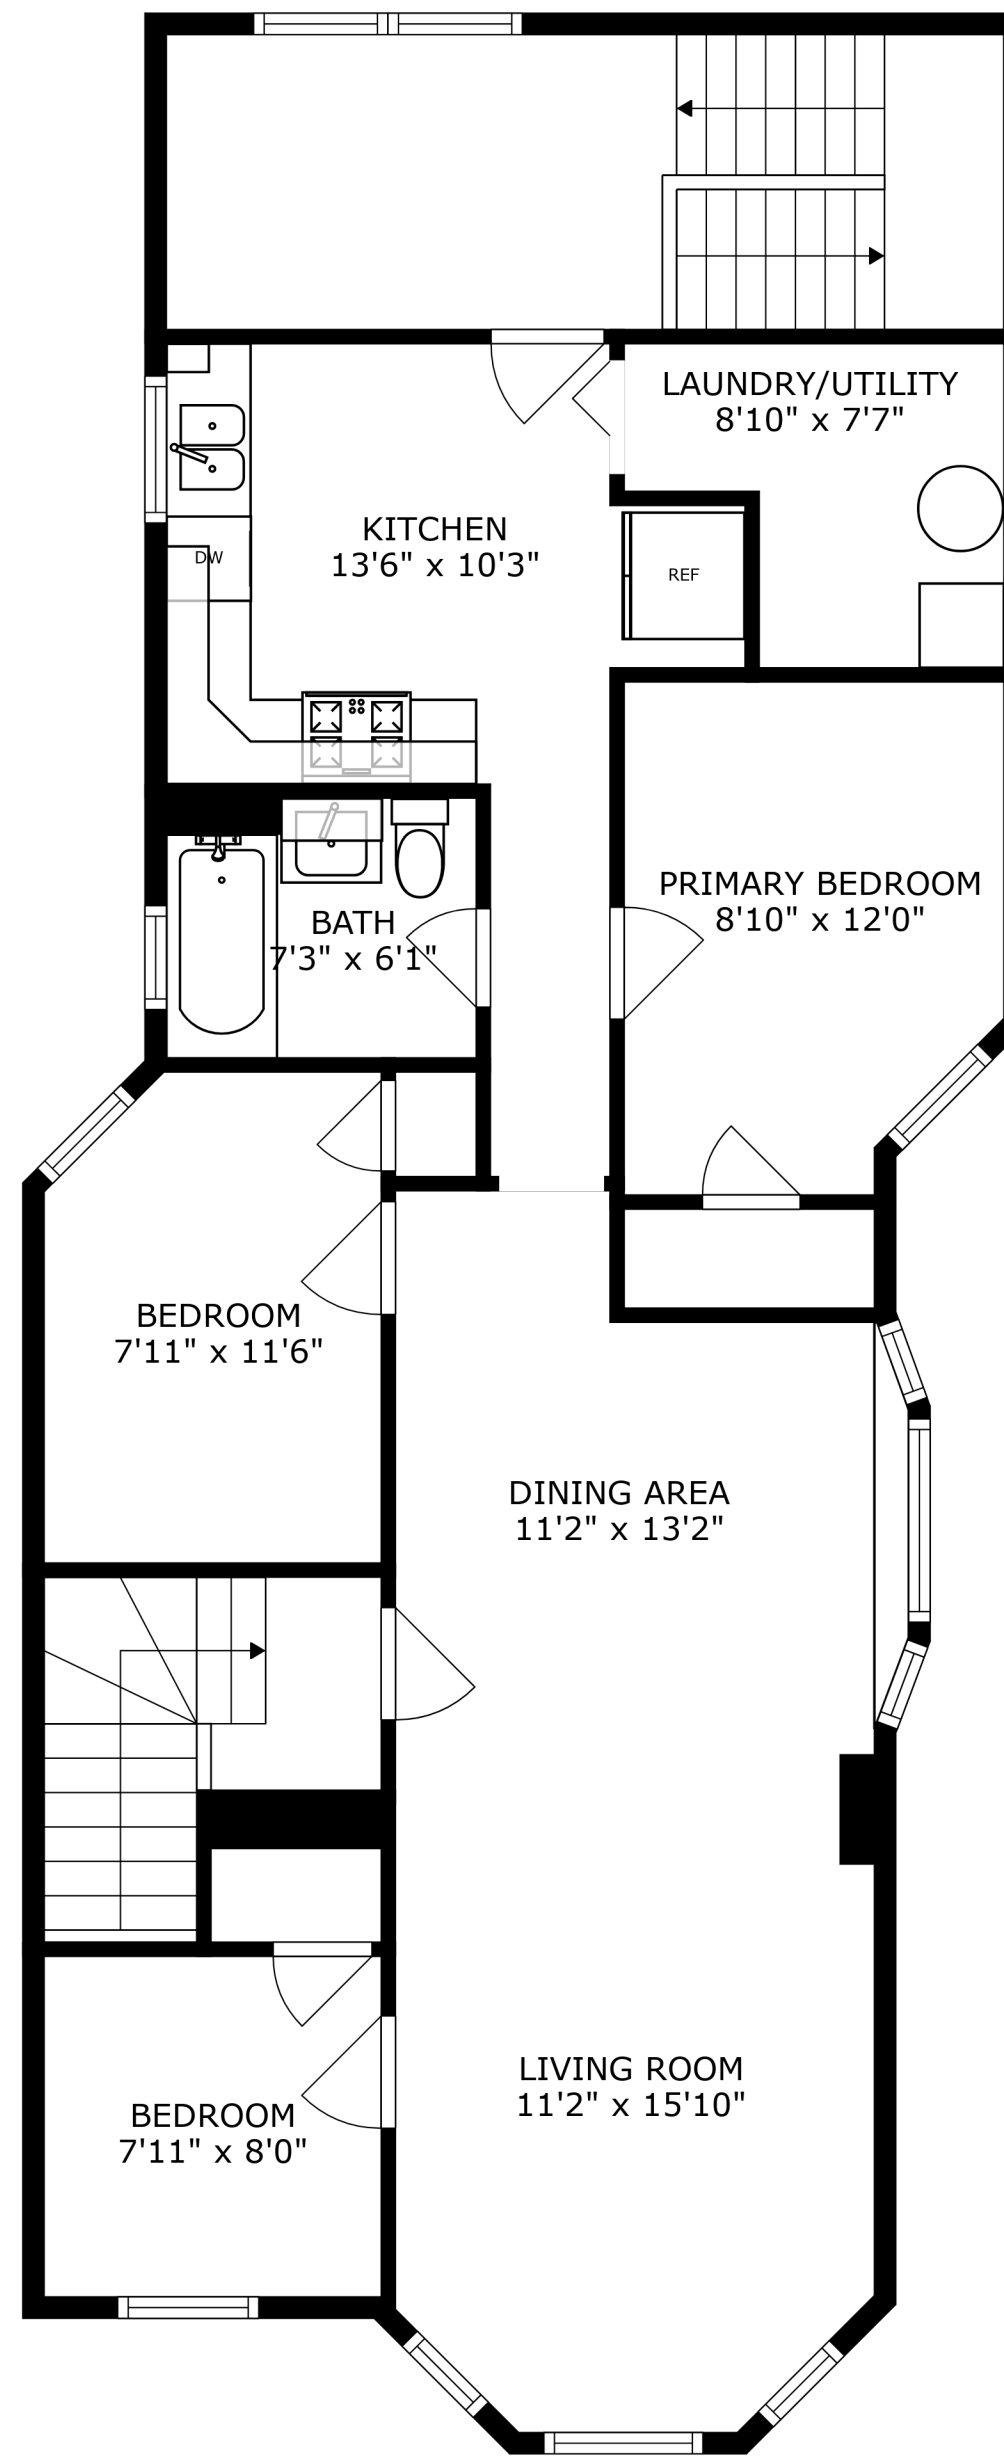 LAUNDRY/UTILITY
8'10" x 7'7"
KITCHEN
13'6" x 10'3"
DW
REF
PRIMARY BEDROOM
8'10" x 12'0"
BATH
7'3" x 6'1"
BEDROOM
7'11" x 11'6"
DINING AREA
11'2" x 13'2"
LIVING ROOM
11'2" x 15'10"
BEDROOM
7'11" x 8'0"